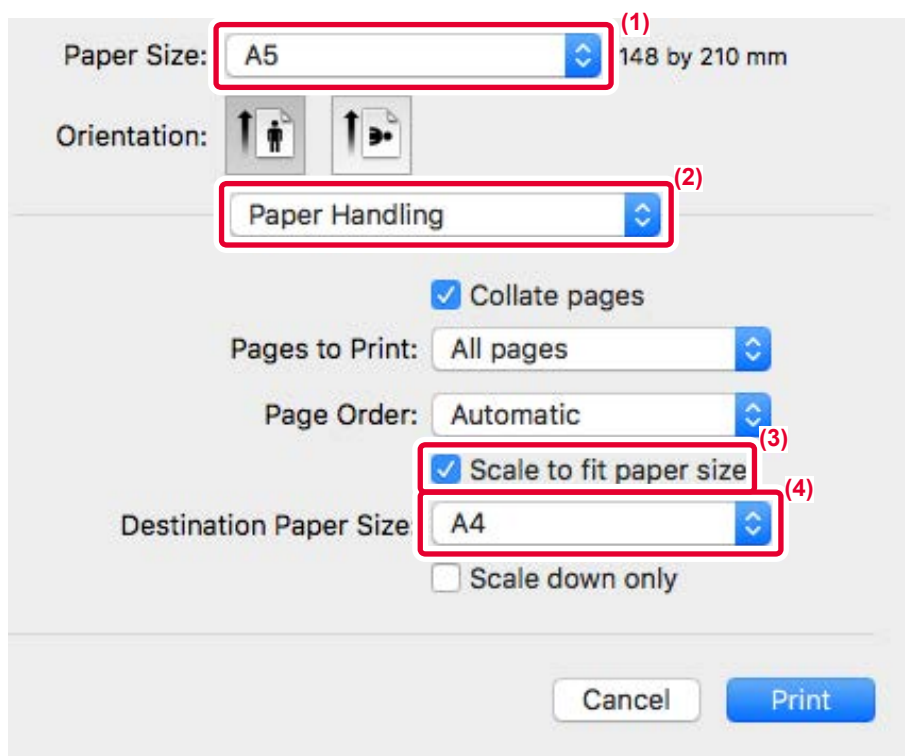 (1)
Paper Size: A5 148 by 210 mm
Orientation:
(2)
Paper Handling
Collate pages
Pages to Print: All pages
Page Order: Automatic
(3)
Scale to fit paper size
(4)
Destination Paper Size: A4
Scale down only
Cancel Print